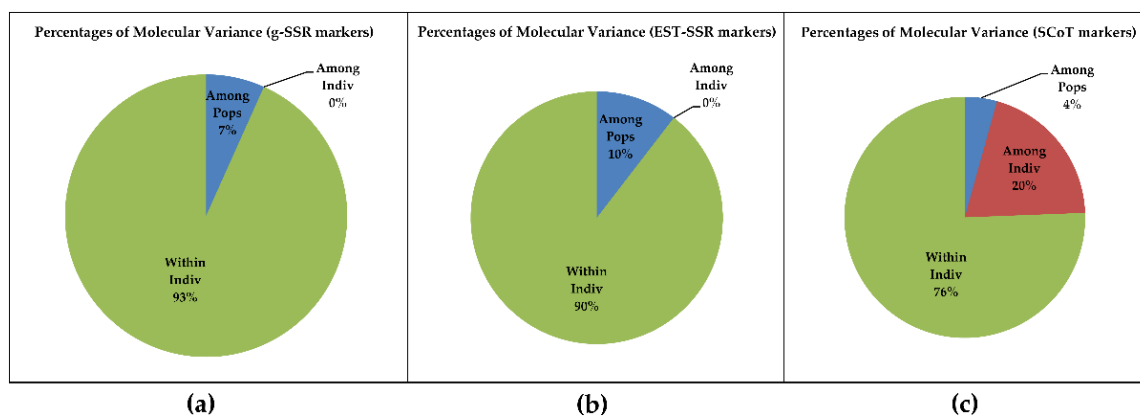 Percentages of Molecular Variance (g-SSR markers)
Among
Indiv
0%
Among
Pops
7%
Within
Indiv
93%
(a)
Percentages of Molecular Variance (EST-SSR markers)
Among
Indiv
0%
Among
Pops
10%
Within
Indiv
90%
(b)
Percentages of Molecular Variance (SCoT markers)
Among
Pops
4%
Among
Indiv
20%
Within
Indiv
76%
(c)